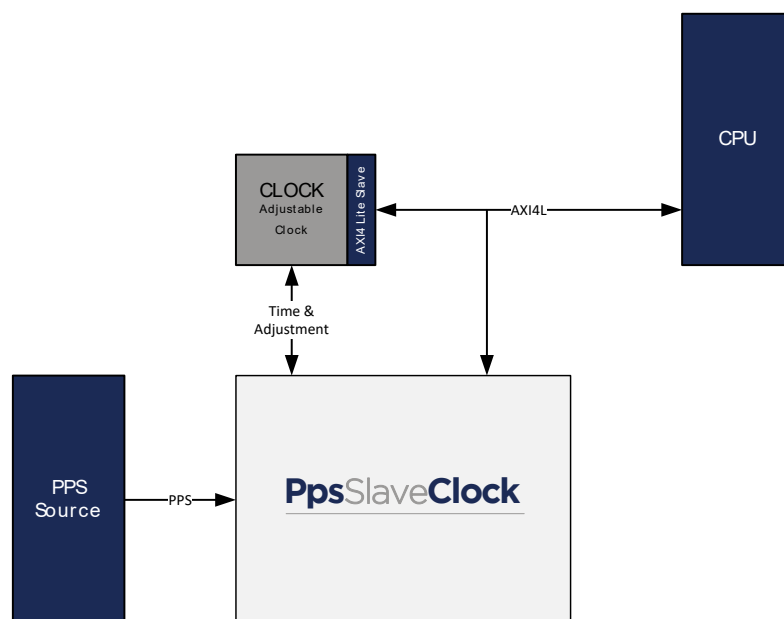 CPU
CLOCK
Adjustable
Clock
AXI4 Lite Slave
AXI4L
Time &
Adjustment
PPS
Source
PPS
PpsSlaveClock